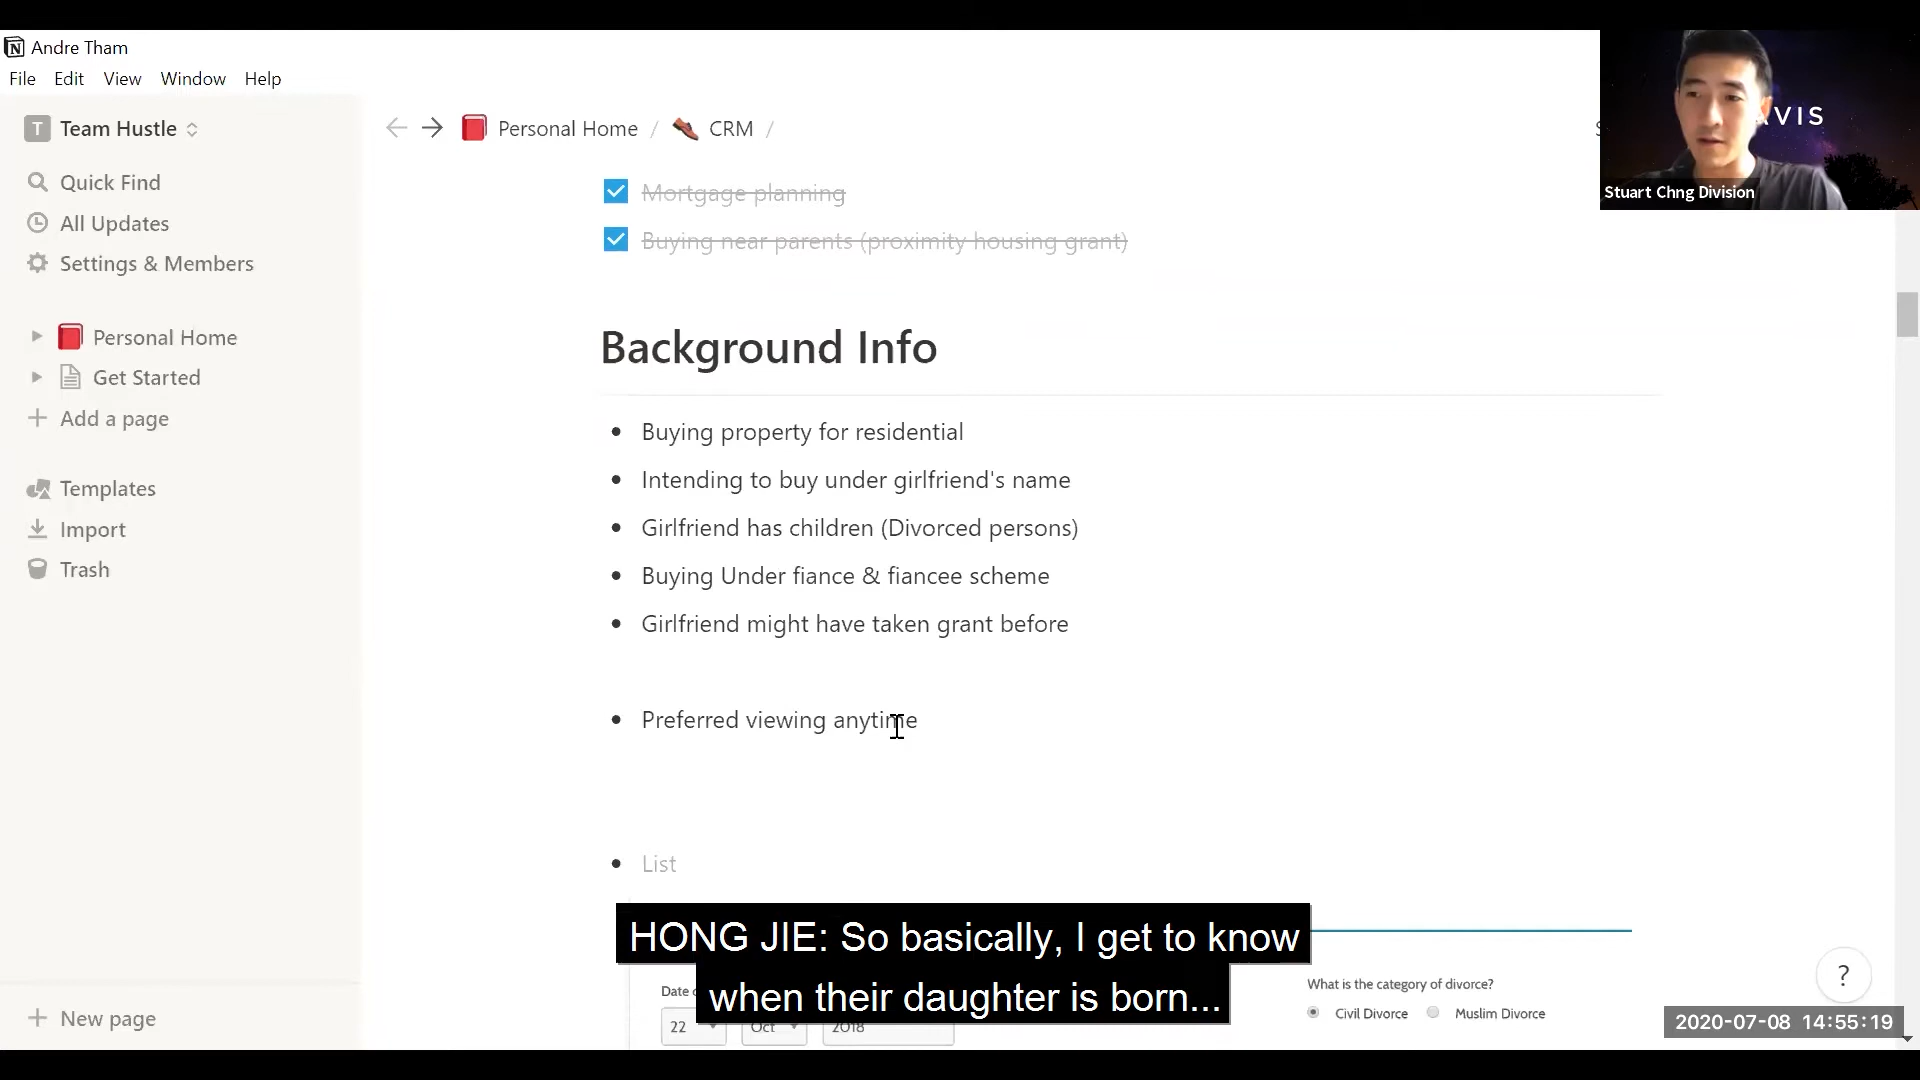 Andre Tham
File Edit View Window Help
Team Hustle
Quick Find
All Updates
Settings & Members
Personal Home
Get Started
Add a page
Templates
Import
Trash
New page
Personal Home / CRM /
VIS
Stuart Chng Division
Mortgage planning
Buying near parents (proximity housing grant)
Background Info
Buying property for residential
Intending to buy under girlfriend's name
Girlfriend has children (Divorced persons)
Buying Under fiance & fiancee scheme
Girlfriend might have taken grant before
Preferred viewing anytime
List
HONG JIE: So basically, I get to know
when their daughter is born...
Date
22 Oct 2018
What is the category of divorce?
Civil Divorce Muslim Divorce
?
2020-07-08 14:55:19